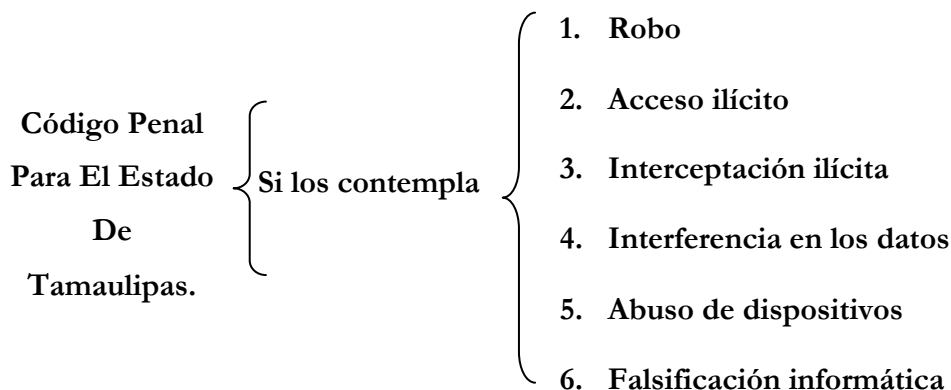 Código Penal
Para El Estado
De
Tamaulipas.
Si los contempla
1. Robo
2. Acceso ilícito
3. Interceptación ilícita
4. Interferencia en los datos
5. Abuso de dispositivos
6. Falsificación informática